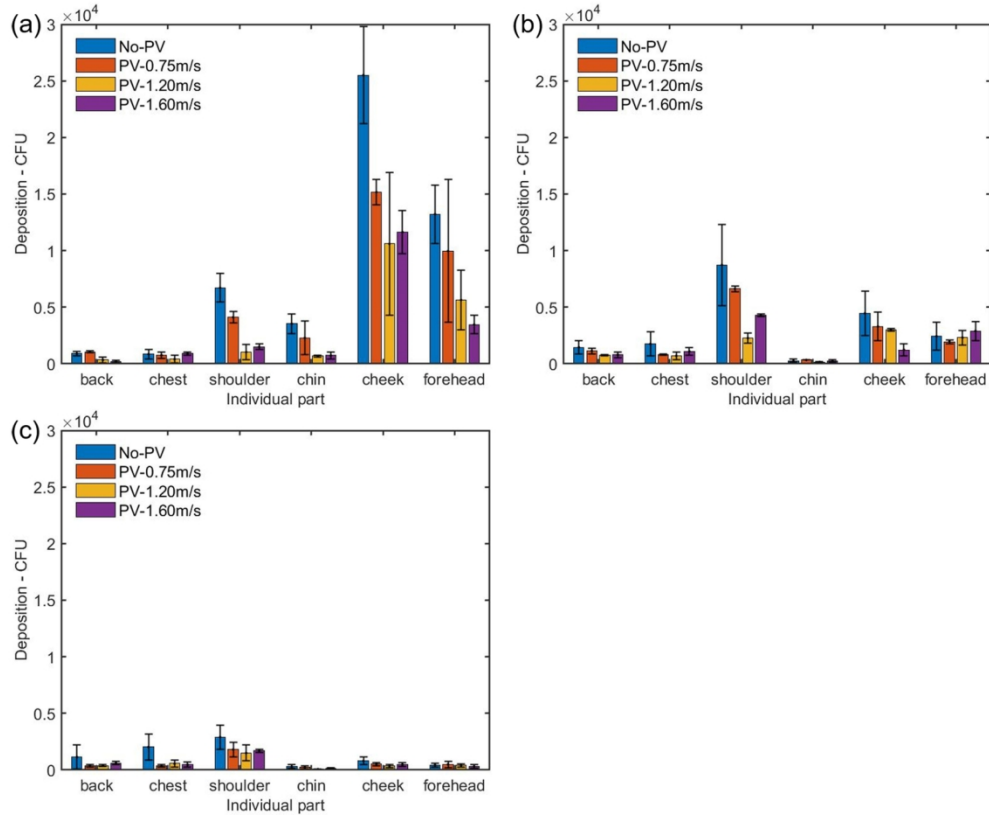 (a)
×10⁴
3
2.5
2
1.5
1
0.5
0
Deposition - CFU
No-PV
PV-0.75m/s
PV-1.20m/s
PV-1.60m/s
back chest shoulder chin cheek forehead
Individual part
(b)
×10⁴
3
2.5
2
1.5
1
0.5
0
Deposition - CFU
No-PV
PV-0.75m/s
PV-1.20m/s
PV-1.60m/s
back chest shoulder chin cheek forehead
Individual part
(c)
×10⁴
3
2.5
2
1.5
1
0.5
0
Deposition - CFU
No-PV
PV-0.75m/s
PV-1.20m/s
PV-1.60m/s
back chest shoulder chin cheek forehead
Individual part